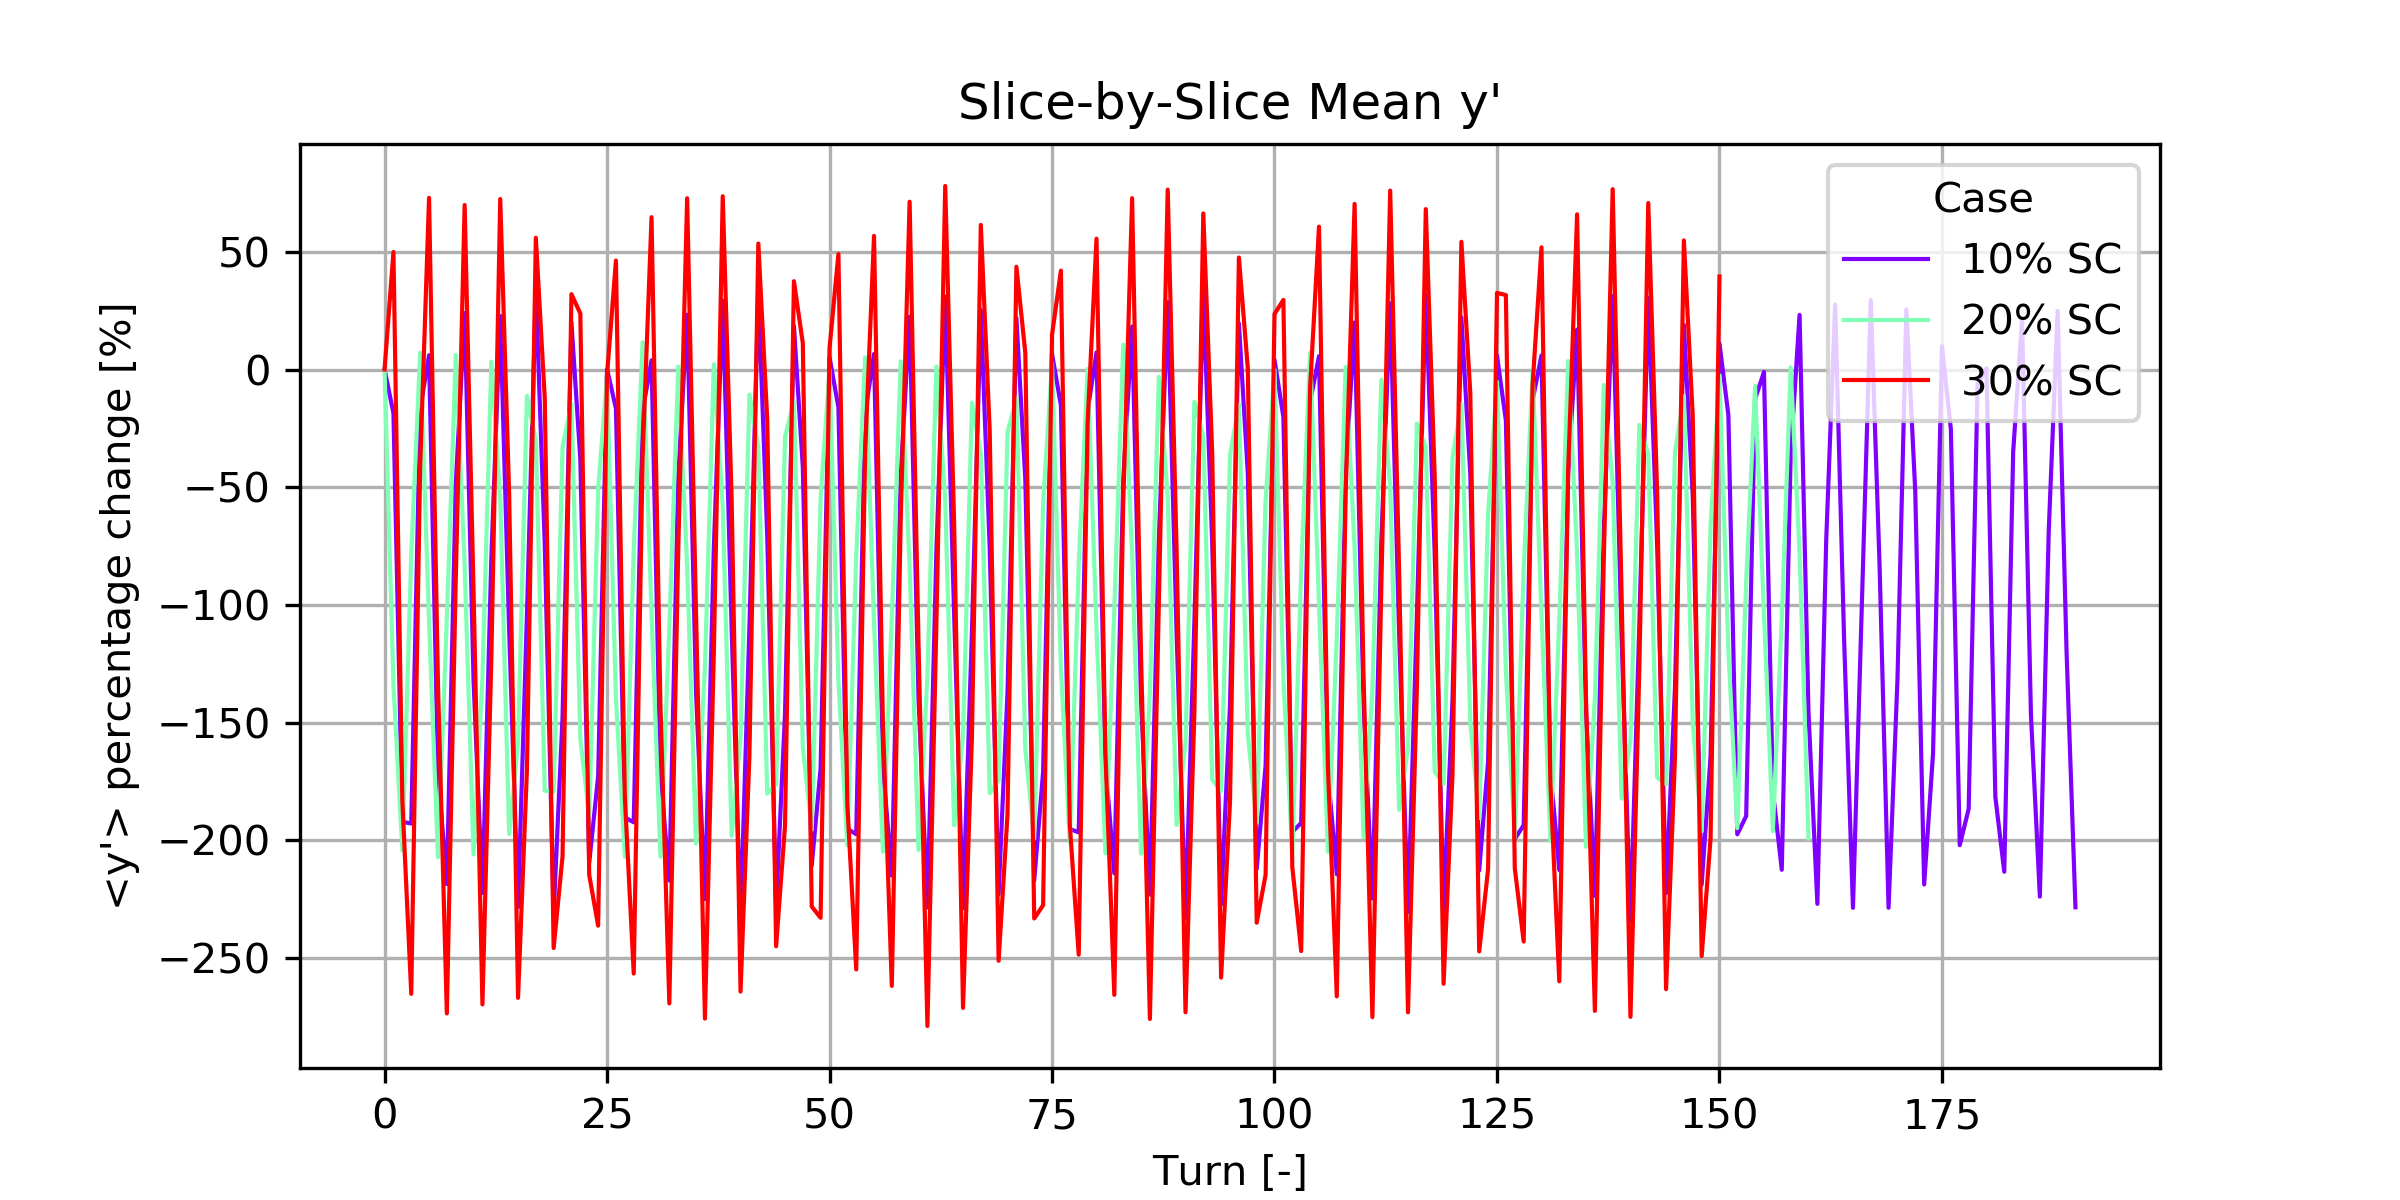 Slice-by-Slice Mean y'
<y'> percentage change [%]
50
0
−50
−100
−150
−200
−250
Case
10% SC
20% SC
30% SC
0 25 50 75 100 125 150 175
Turn [-]